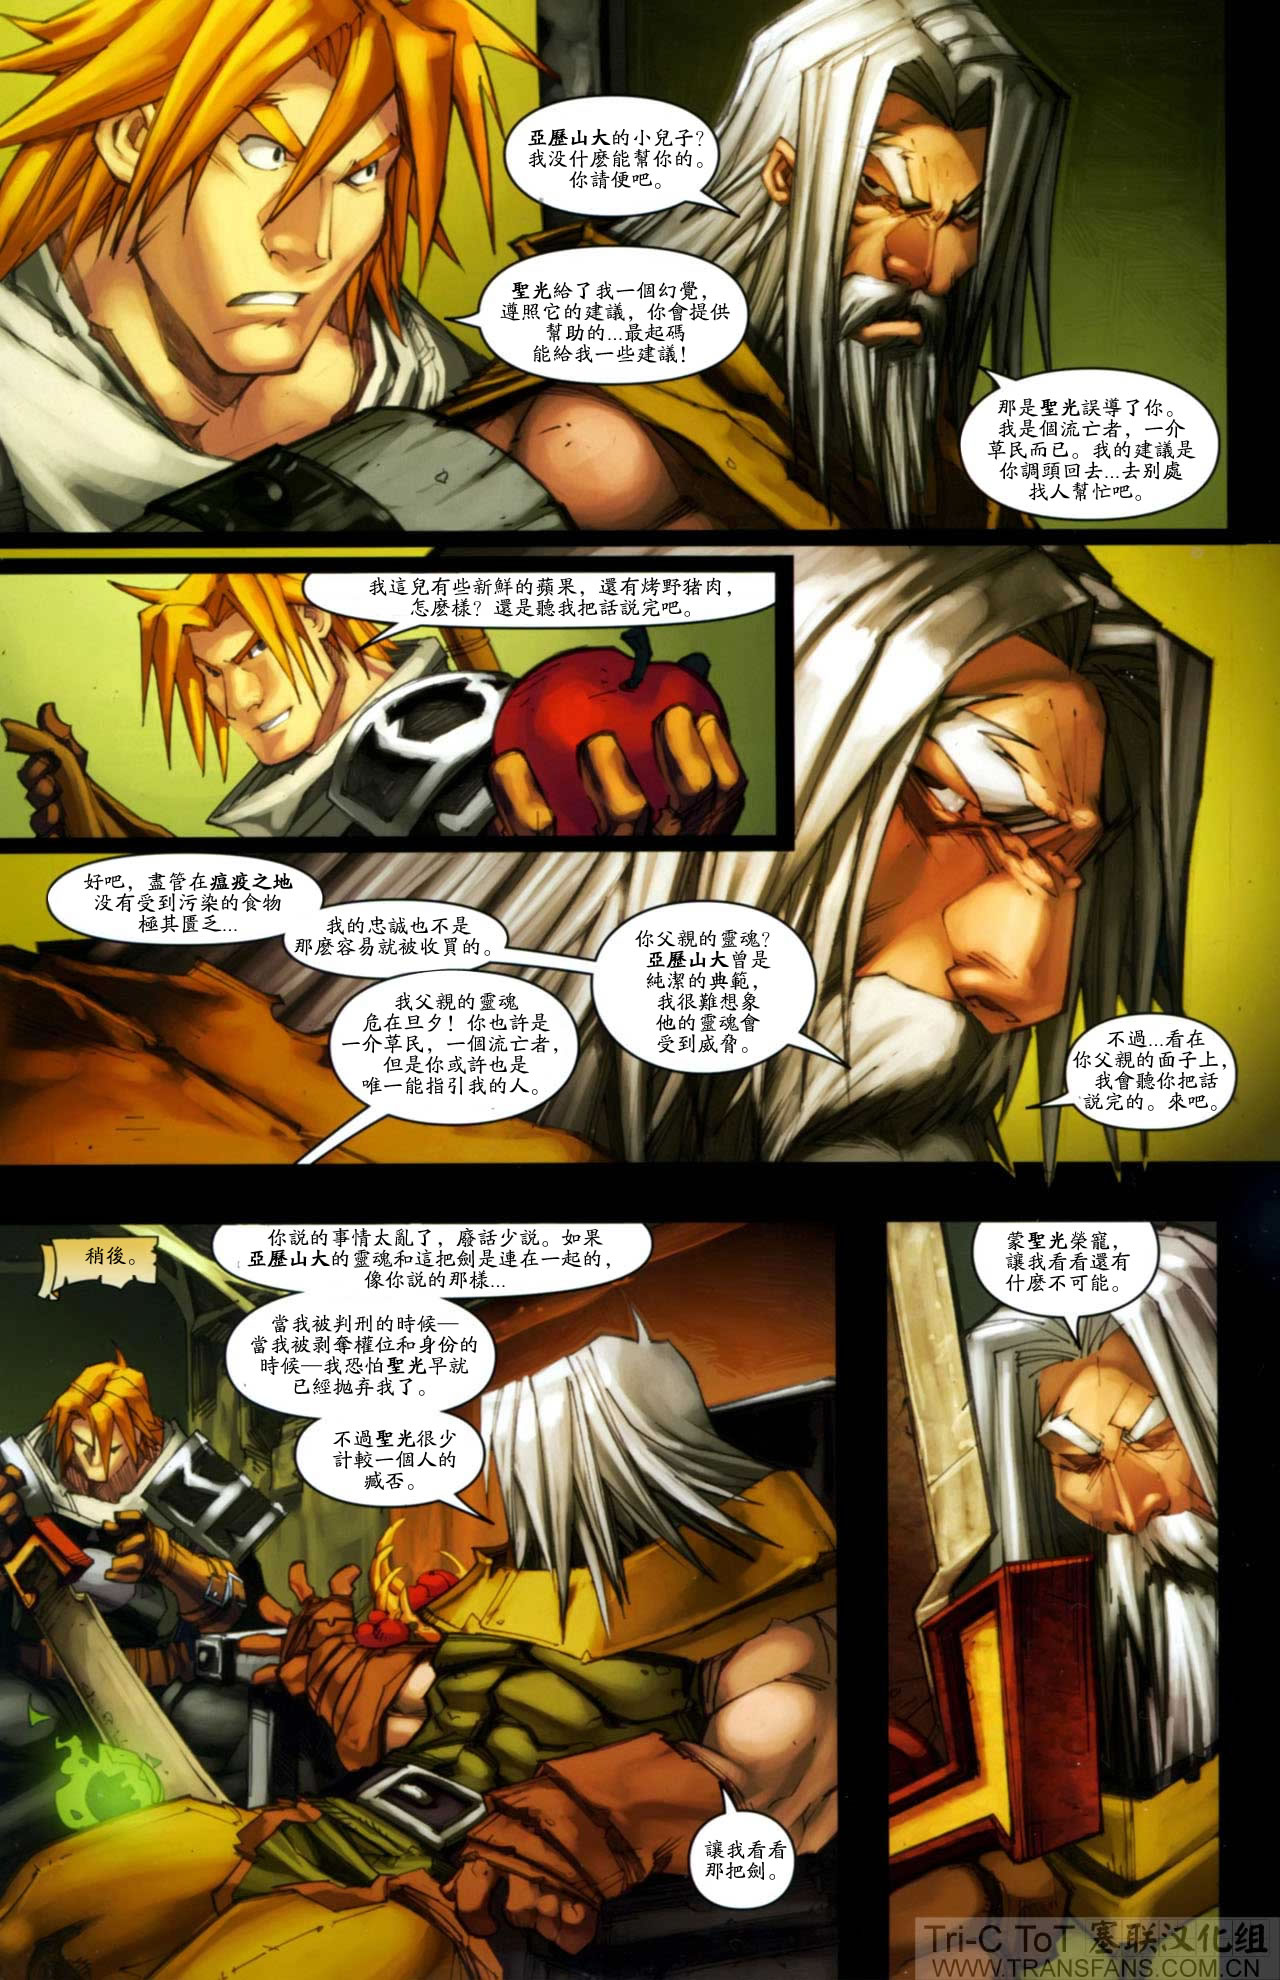 亞歷山大的小兒子?
我没什麽能幫你的。
你請便吧。
聖光給了我一個幻覺,
遵照它的建議, 你會提供
幫助的...最起碼
能給我一些建議!
那是聖光誤導了你。
我是個流亡者, 一介
草民而已。我的建議是
你調頭回去...去别處
找人幫忙吧。
我這兒有些新鮮的蘋果, 還有烤野猪肉,
怎麽樣? 還是聽我把話説完吧。
好吧, 盡管在瘟疫之地
没有受到污染的食物
極其匱乏...
我的忠誠也不是
那麽容易就被收買的。
你父親的靈魂?
亞歷山大曾是
純潔的典範,
我很難想象
他的靈魂會
受到威脅。
我父親的靈魂
危在旦夕! 你也許是
一介草民, 一個流亡者,
但是你或許也是
唯一能指引我的人。
不過...看在
你父親的面子上,
我會聽你把話
説完的。來吧。
稍後。
你説的事情太亂了, 廢話少説。如果
亞歷山大的靈魂和這把劍是連在一起的,
像你説的那樣...
當我被判刑的時候—
當我被剥奪權位和身份的
時候—我恐怕聖光早就
已經抛弃我了。
不過聖光很少
計較一個人的
臧否。
讓我看看
那把劍。
蒙聖光榮寵,
讓我看看還有
什麽不可能。
Tri-C ToT 塞联汉化组
WWW.TRANSFANS.COM.CN